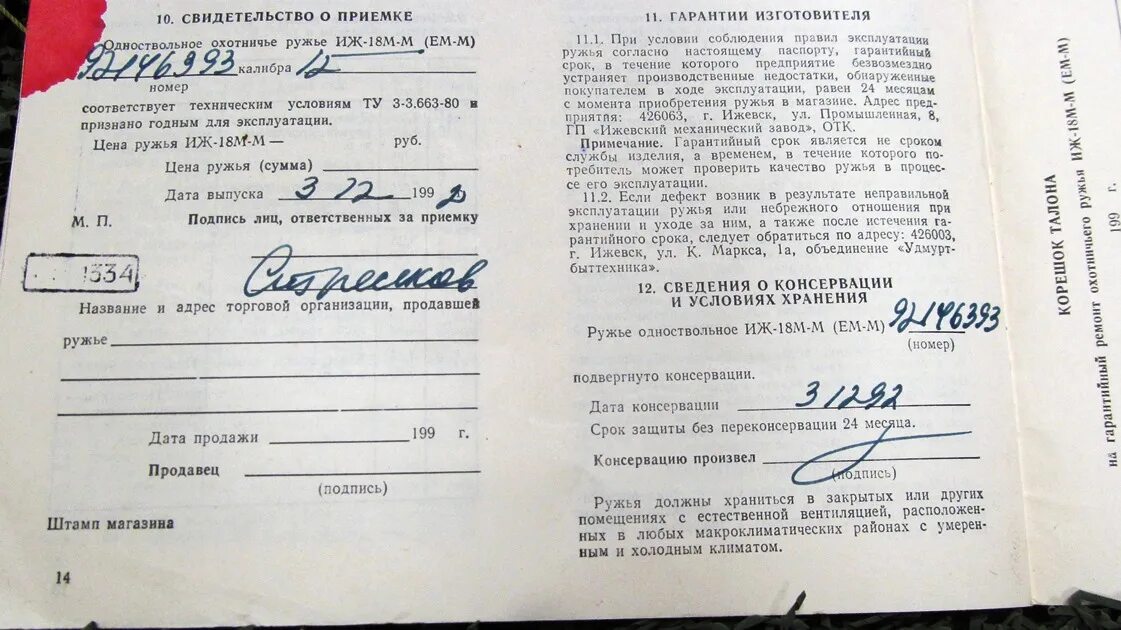 10. СВИДЕТЕЛЬСТВО О ПРИЕМКЕ
Одноствольное охотничье ружье ИЖ-18М-М (ЕМ-М)
92146393 калибра 12
номер
соответствует техническим условиям ТУ 3-3.663-80 и
признано годным для эксплуатации.
Цена ружья ИЖ-18М-М — руб.
Цена ружья (сумма)
Дата выпуска 3 12 1992
М. П. Подпись лиц, ответственных за приемку
1334
Стрелков
Название и адрес торговой организации, продавшей
ружье
Дата продажи 199 г.
Продавец
(подпись)
Штамп магазина
14
11. ГАРАНТИИ ИЗГОТОВИТЕЛЯ
11.1. При условии соблюдения правил эксплуатации
ружья согласно настоящему паспорту, гарантийный
срок, в течение которого предприятие безвозмездно
устраняет производственные недостатки, обнаруженные
покупателем в ходе эксплуатации, равен 24 месяцам
с момента приобретения ружья в магазине. Адрес пред-
приятия: 426063, г. Ижевск, ул. Промышленная, 8,
ГП «Ижевский механический завод», ОТК.
Примечание. Гарантийный срок является не сроком
службы изделия, а временем, в течение которого по-
требитель может проверить качество ружья в процес-
се его эксплуатации.
11.2. Если дефект возник в результате неправильной
эксплуатации ружья или небрежного отношения при
хранении и уходе за ним, а также после истечения га-
рантийного срока, следует обратиться по адресу: 426003,
г. Ижевск, ул. К. Маркса, 1а, объединение «Удмурт-
быттехника».
12. СВЕДЕНИЯ О КОНСЕРВАЦИИ
И УСЛОВИЯХ ХРАНЕНИЯ
Ружье одноствольное ИЖ-18М-М (ЕМ-М) 92146393
(номер)
подвергнуто консервации.
Дата консервации 3 12 92
Срок защиты без переконсервации 24 месяца.
Консервацию произвел
(подпись)
Ружья должны храниться в закрытых или других
помещениях с естественной вентиляцией, расположен-
ных в любых макроклиматических районах с умерен-
ным и холодным климатом.
КОРЕШОК ТАЛОНА
на гарантийный ремонт охотничьего ружья ИЖ-18М-М (ЕМ-М)
199 г.